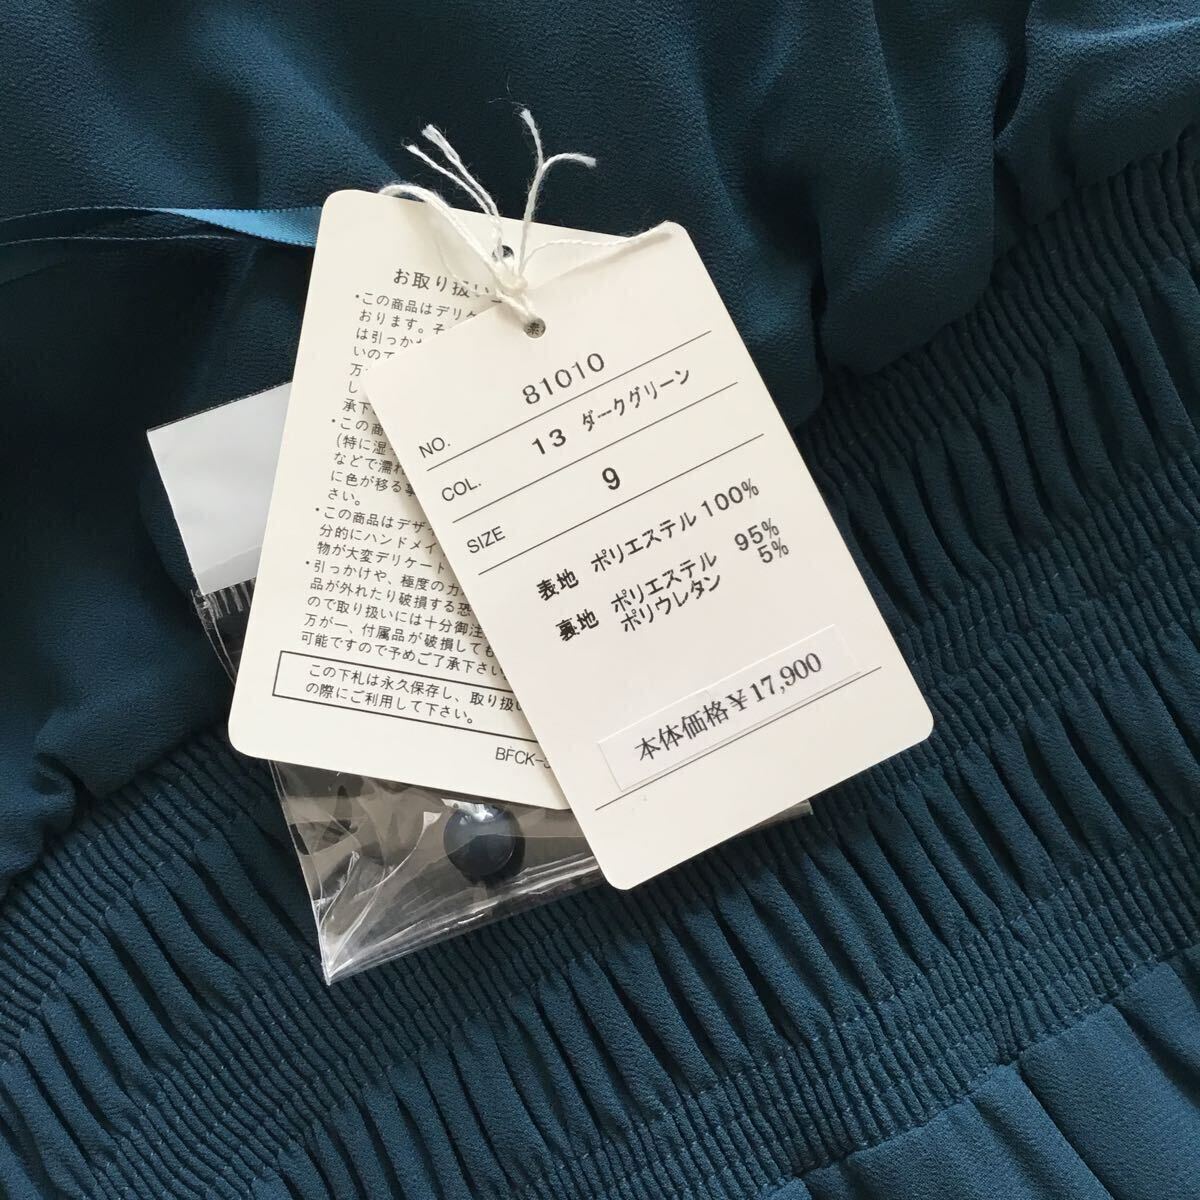 お取り扱い
・この商品はデリケ
おります。そ
は引っか
いので
万
し
承下
・この商
(特に湿
などで濡れ
に色が移る事
さい。
・この商品はデザ
分的にハンドメイ
物が大変デリケート
・引っかけや、極度の力
品が外れたり破損する恐
ので取り扱いには十分御注
万が一、付属品が破損しても
可能ですので予めご了承下さい
この下札は永久保存し、取り扱い
の際にご利用して下さい。
BFCK-
素
NO. 81010
COL. 13 ダークグリーン
SIZE 9
表地 ポリエステル 100%
裏地 ポリエステル 95%
ポリウレタン 5%
本体価格￥17,900